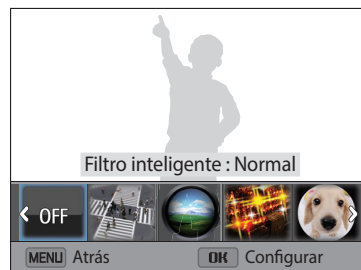 Filtro inteligente : Normal
OFF
MENU Atrás
OK Configurar